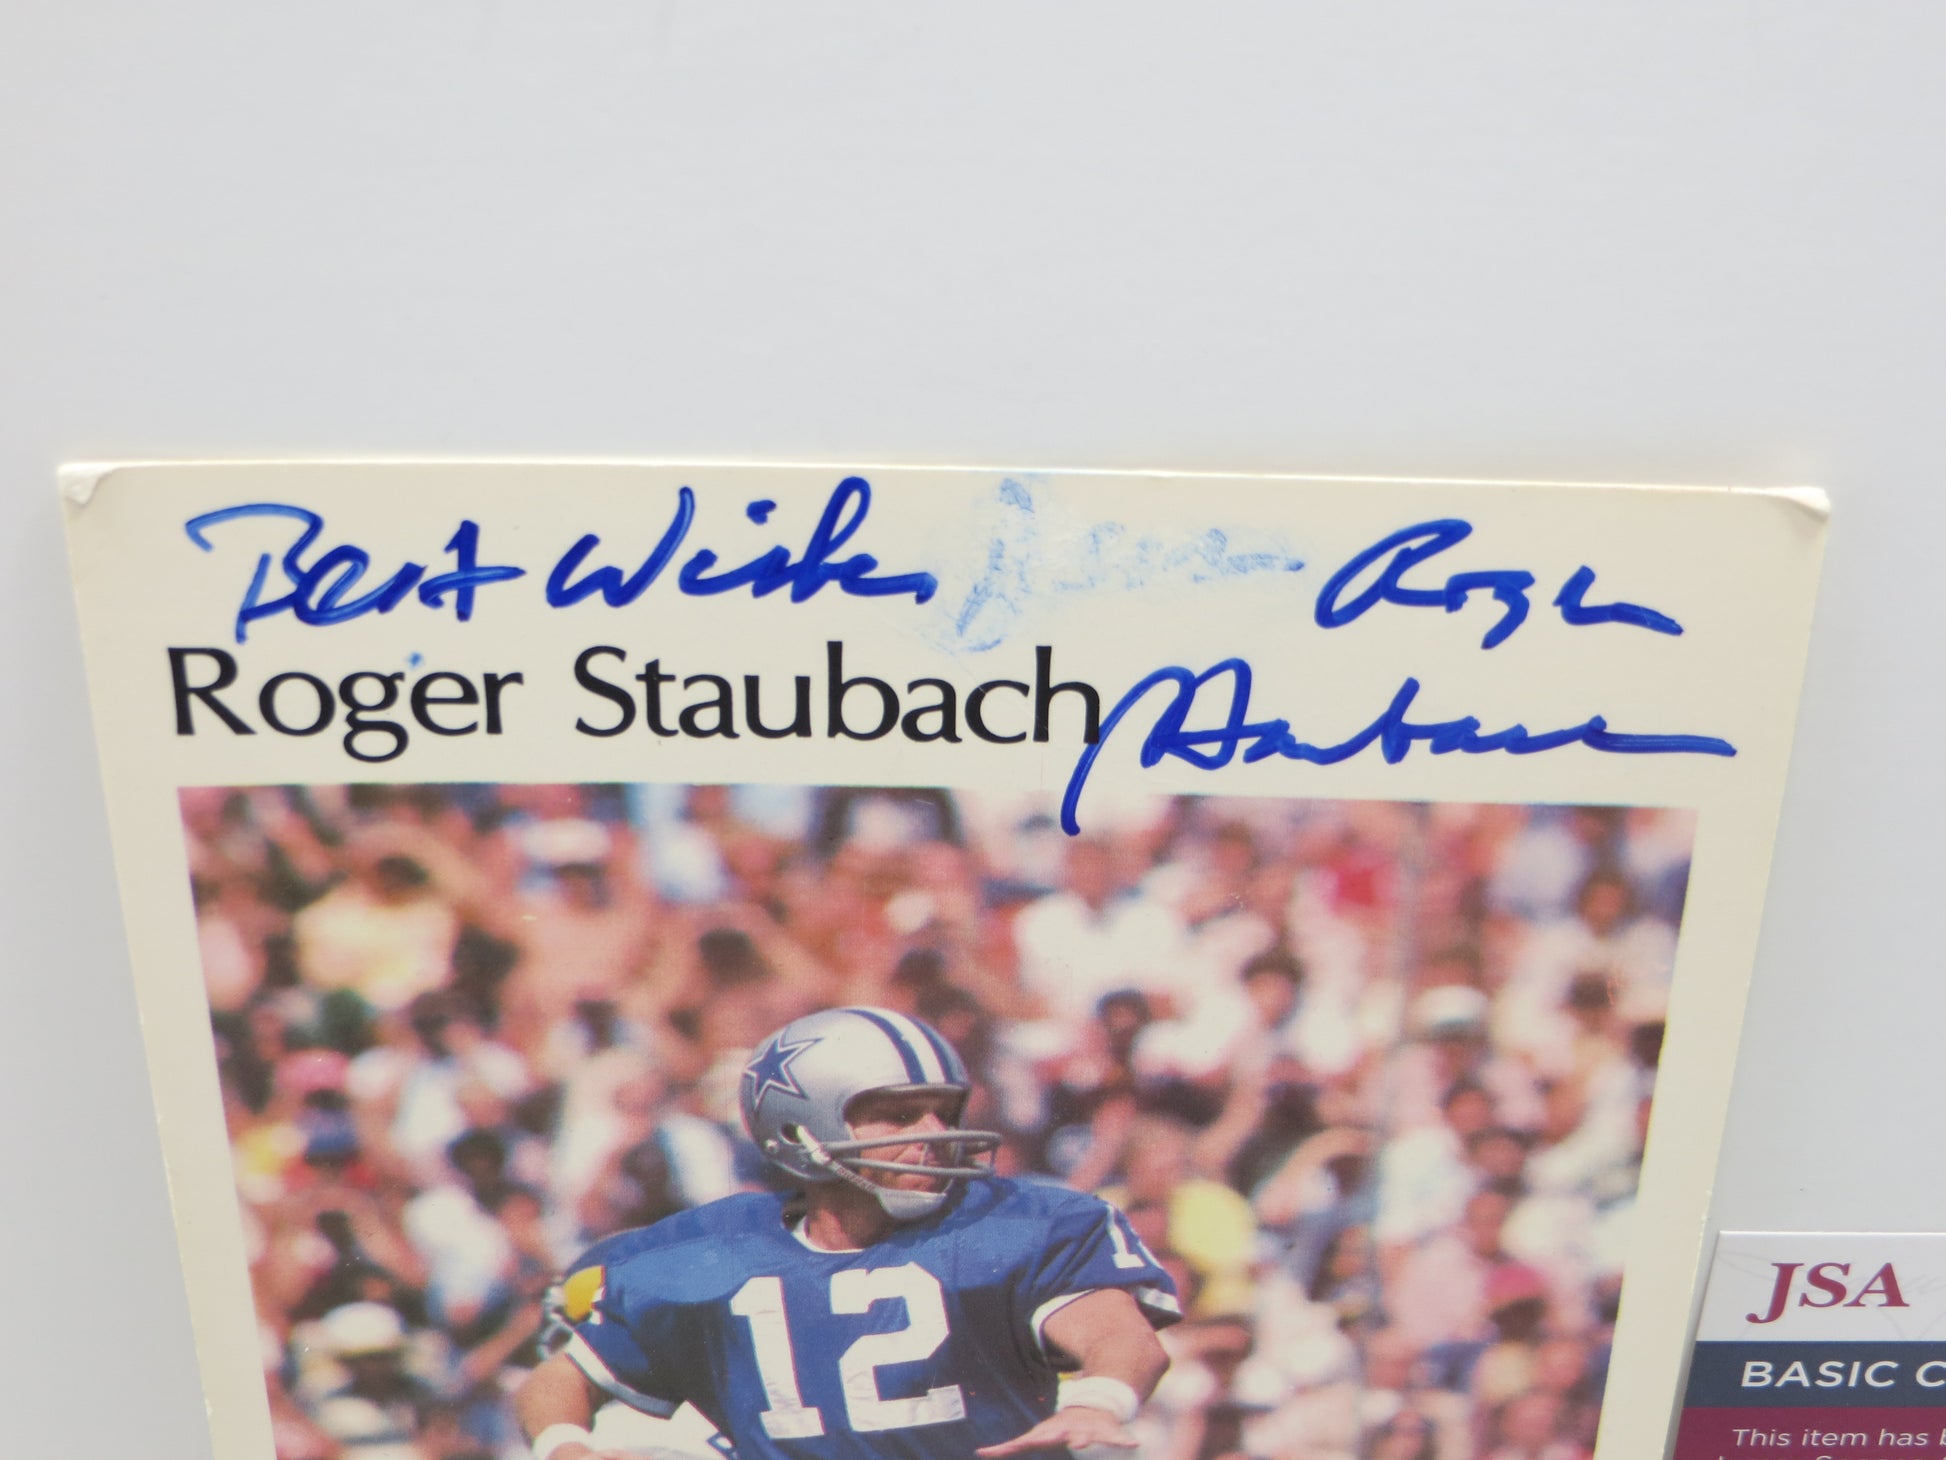 Best Wishes Roger
Roger Staubach Staubach
12
JSA
BASIC C
This item has b